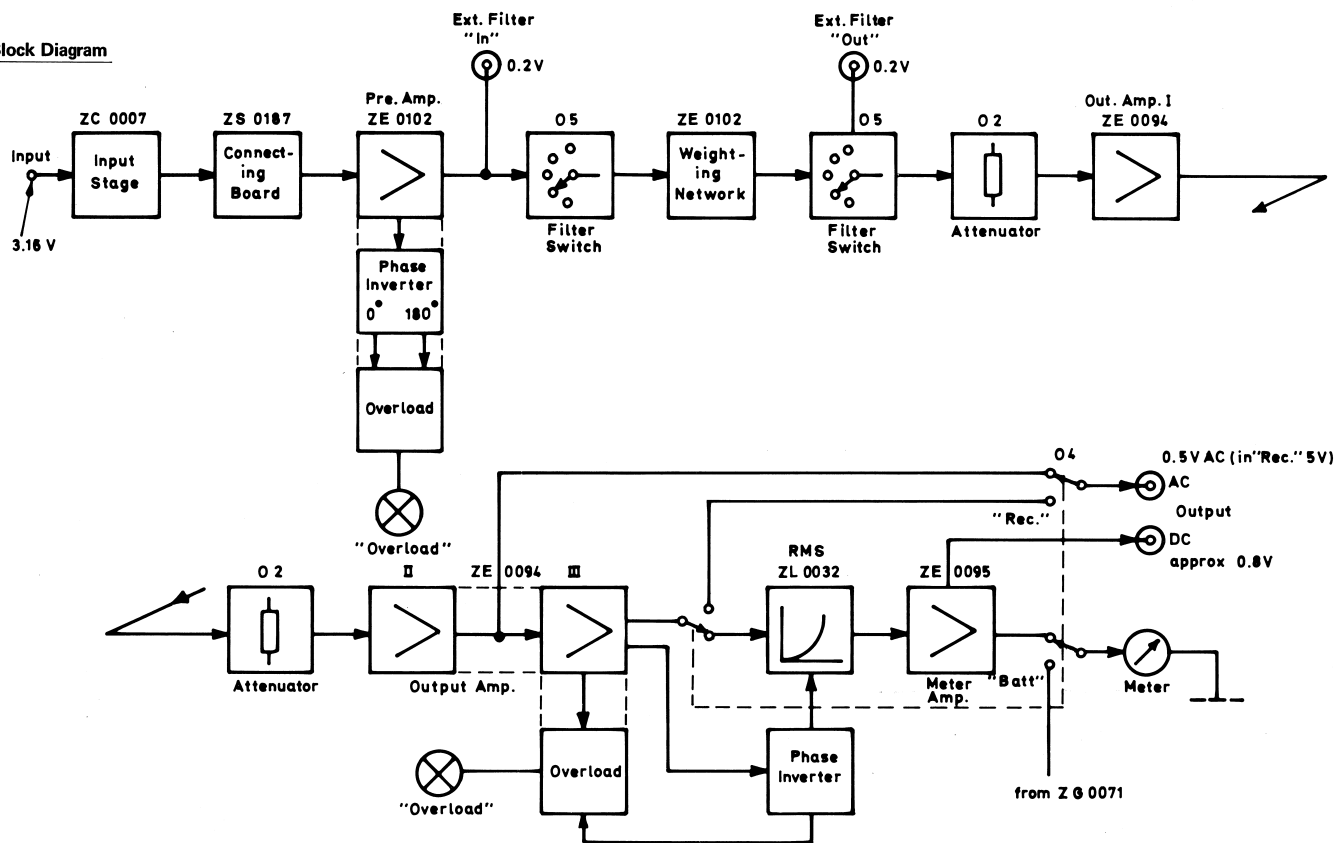 Block Diagram
Ext. Filter
"In"
0.2V
Ext. Filter
"Out"
0.2V
Input
3.16 V
ZC 0007
Input
Stage
ZS 0187
Connect-
ing
Board
Pre. Amp.
ZE 0102
O5
Filter
Switch
ZE 0102
Weight-
ing
Network
O5
Filter
Switch
O2
Attenuator
Out. Amp. I
ZE 0094
Phase
Inverter
0° 180°
Overload
"Overload"
O2
Attenuator
II ZE 0094 III
Output Amp.
Overload
"Overload"
RMS
ZL 0032
Phase
Inverter
ZE 0095
Meter
Amp.
"Rec."
O4
0.5V AC (in "Rec." 5V)
AC
Output
DC
approx 0.8V
"Batt"
Meter
from ZG 0071